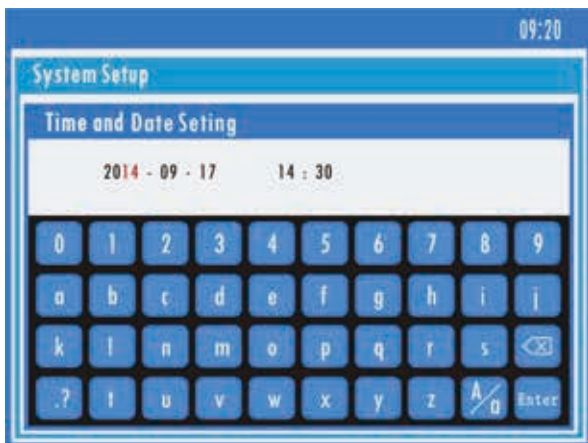 09:20
System Setup
Time and Date Seting
2014 - 09 - 17 14 : 30
0 1 2 3 4 5 6 7 8 9
a b c d e f g h i j
k l n m o p q r s
.? t u v w x y z A/a Enter